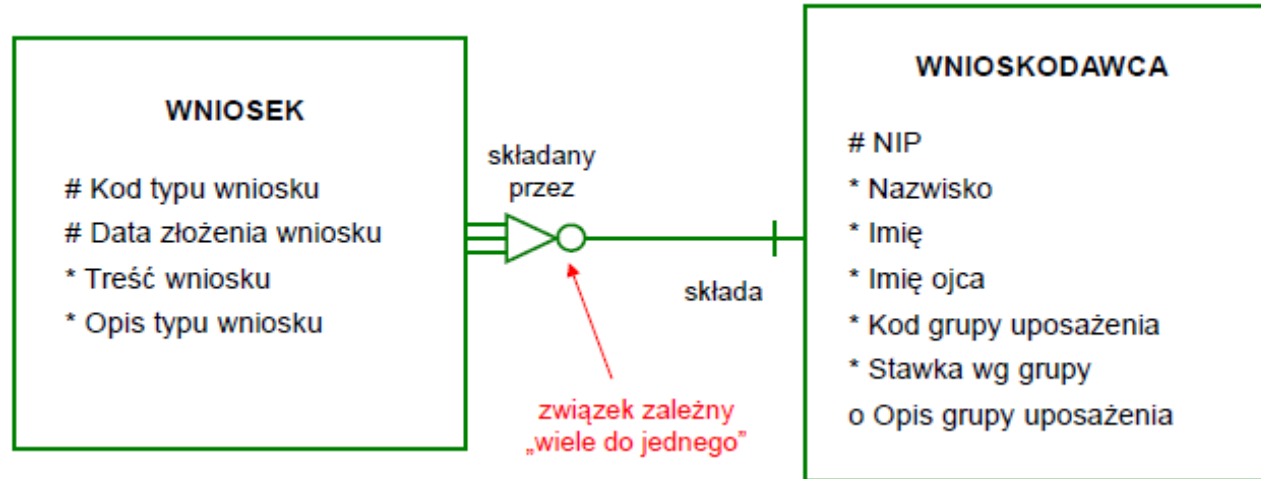 WNIOSEK
# Kod typu wniosku
# Data złożenia wniosku
* Treść wniosku
* Opis typu wniosku
składany
przez
składa
związek zależny
„wiele do jednego”
WNIOSKODAWCA
# NIP
* Nazwisko
* Imię
* Imię ojca
* Kod grupy uposażenia
* Stawka wg grupy
o Opis grupy uposażenia